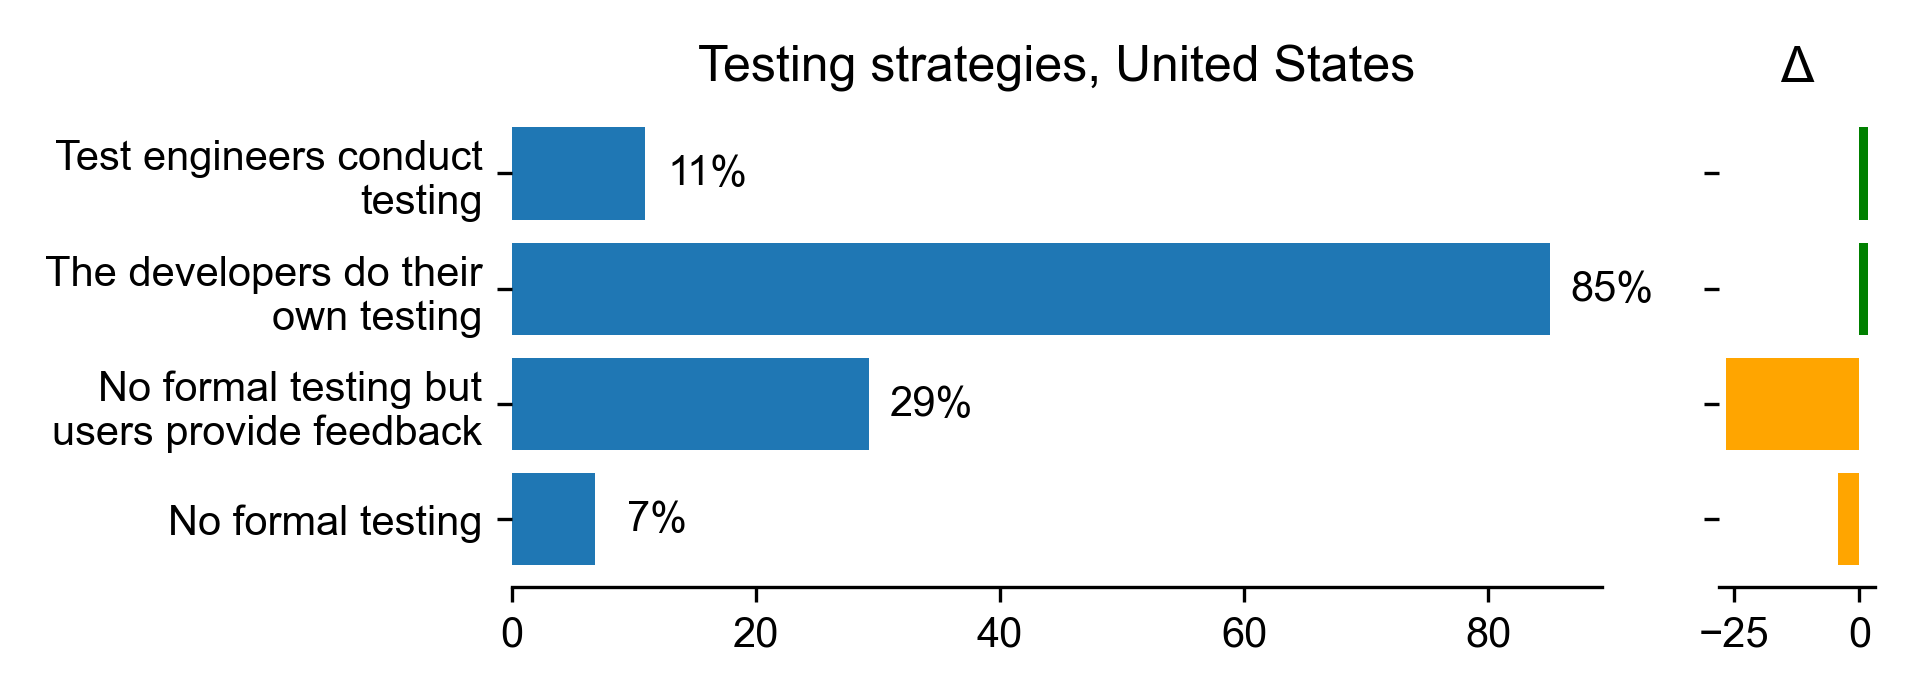 Testing strategies, United States
Δ
Test engineers conduct
testing
11%
The developers do their
own testing
85%
No formal testing but
users provide feedback
29%
No formal testing
7%
0
20
40
60
80
−25
0